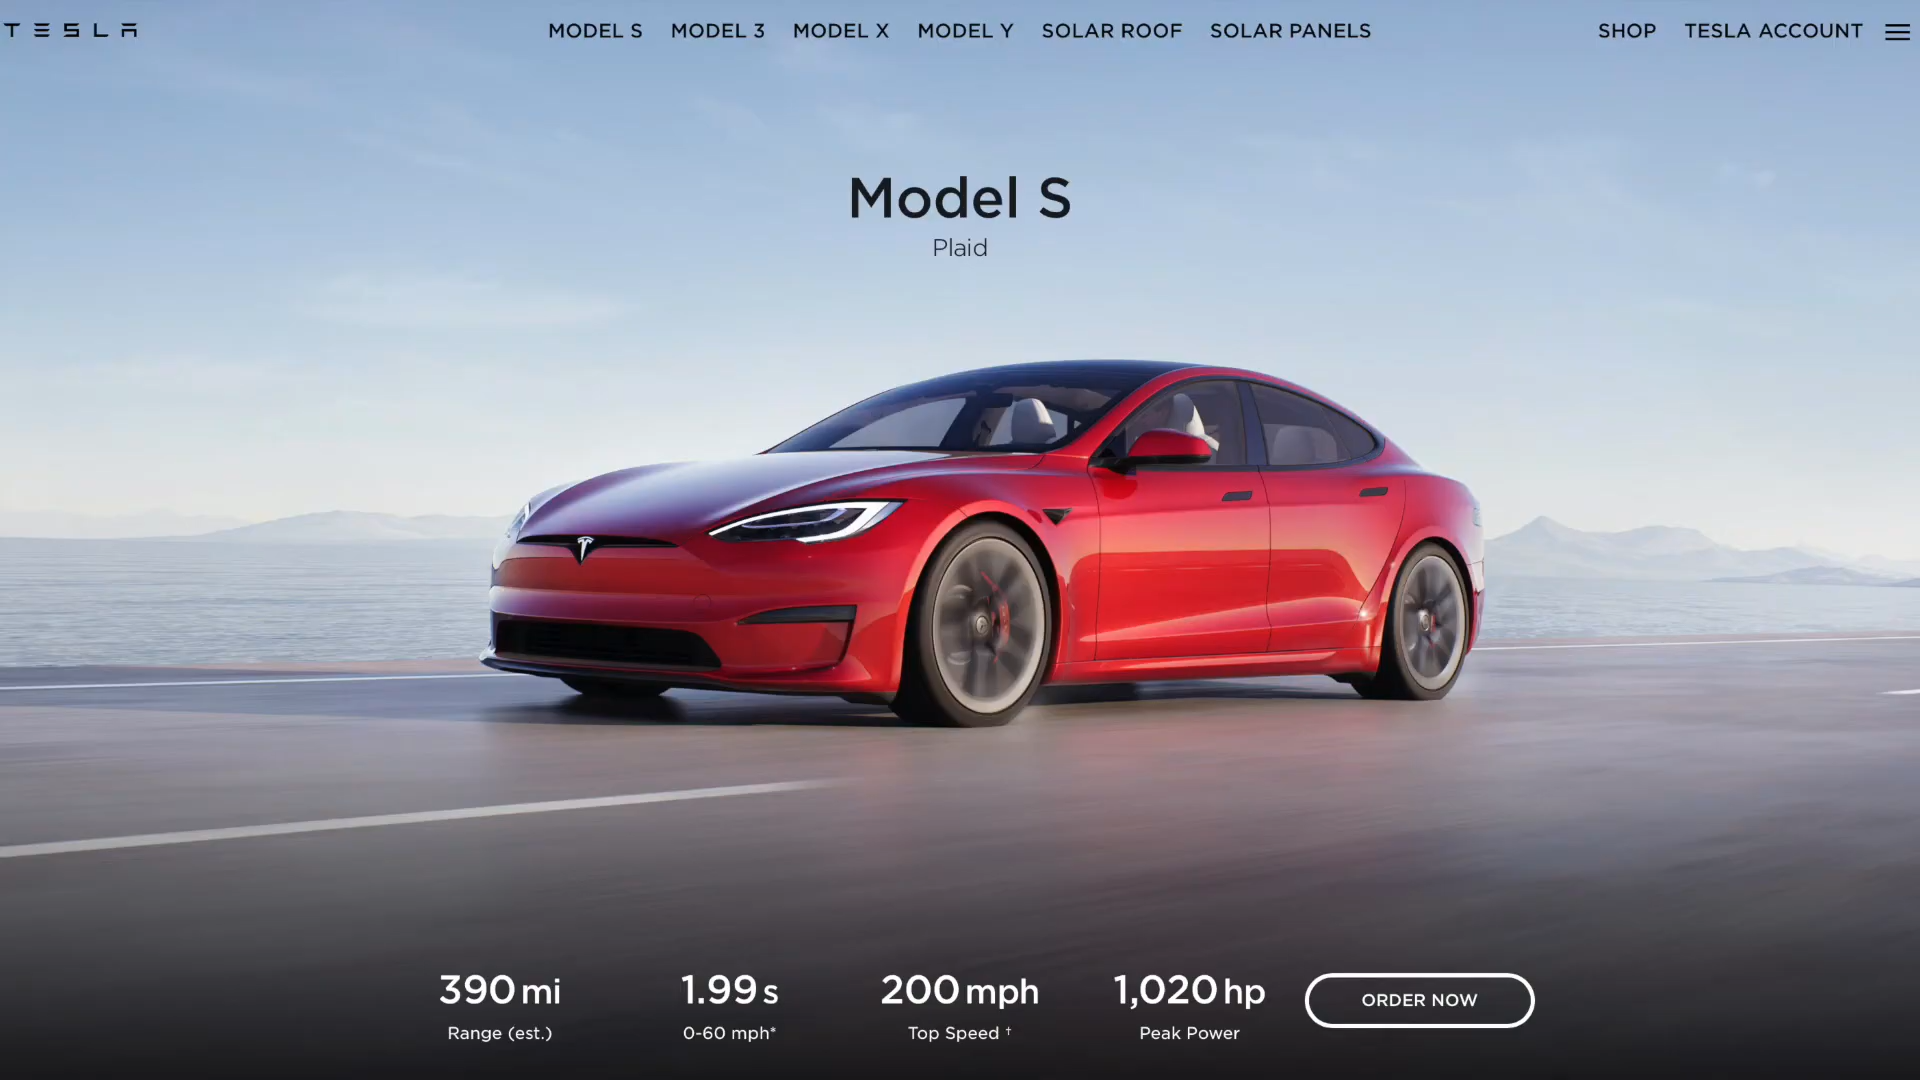 TESLA
MODEL S MODEL 3 MODEL X MODEL Y SOLAR ROOF SOLAR PANELS
SHOP TESLA ACCOUNT
Model S
Plaid
390 mi
Range (est.)
1.99 s
0-60 mph*
200 mph
Top Speed †
1,020 hp
Peak Power
ORDER NOW